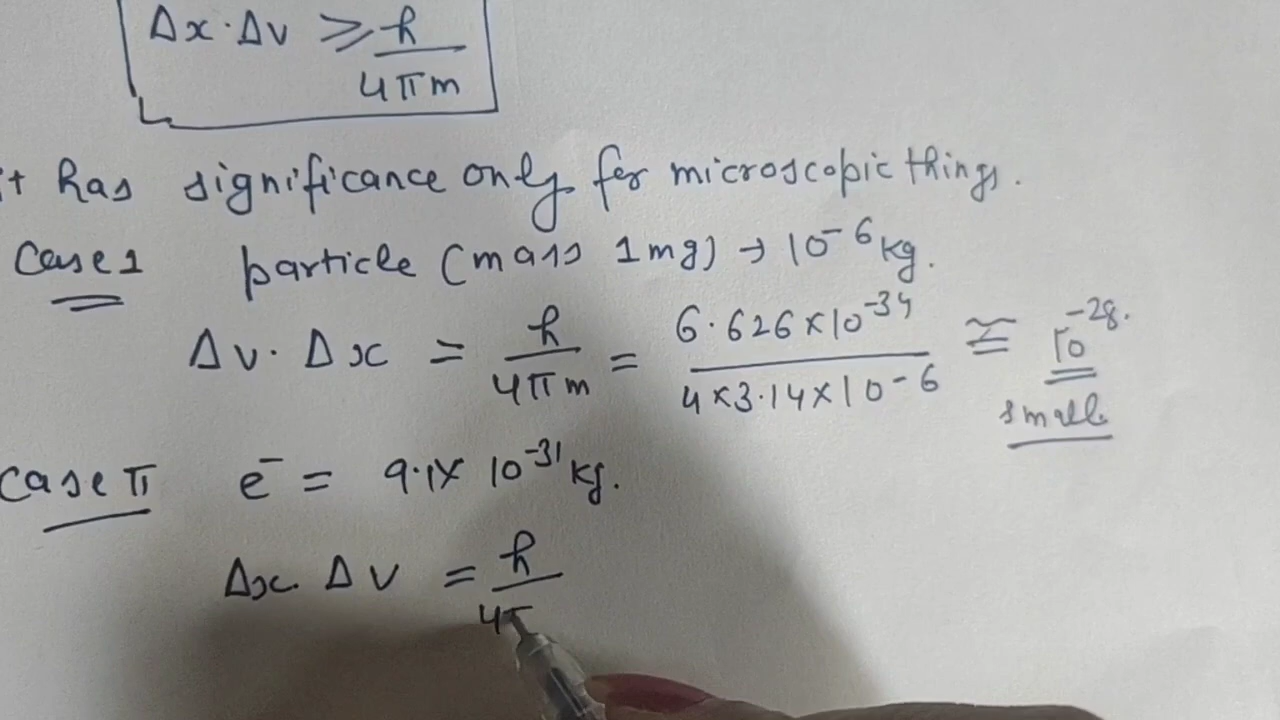 Δx·Δv ≥ h/4πm
it has significance only for microscopic things.
Case 1 particle (mass 1mg) → 10⁻⁶ kg.
Δv·Δx = h/4πm = 6.626×10⁻³⁴/4×3.14×10⁻⁶ ≅ 10⁻²⁸.
small
Case II e⁻ = 9.1× 10⁻³¹ kg.
Δx. Δv = h/4π